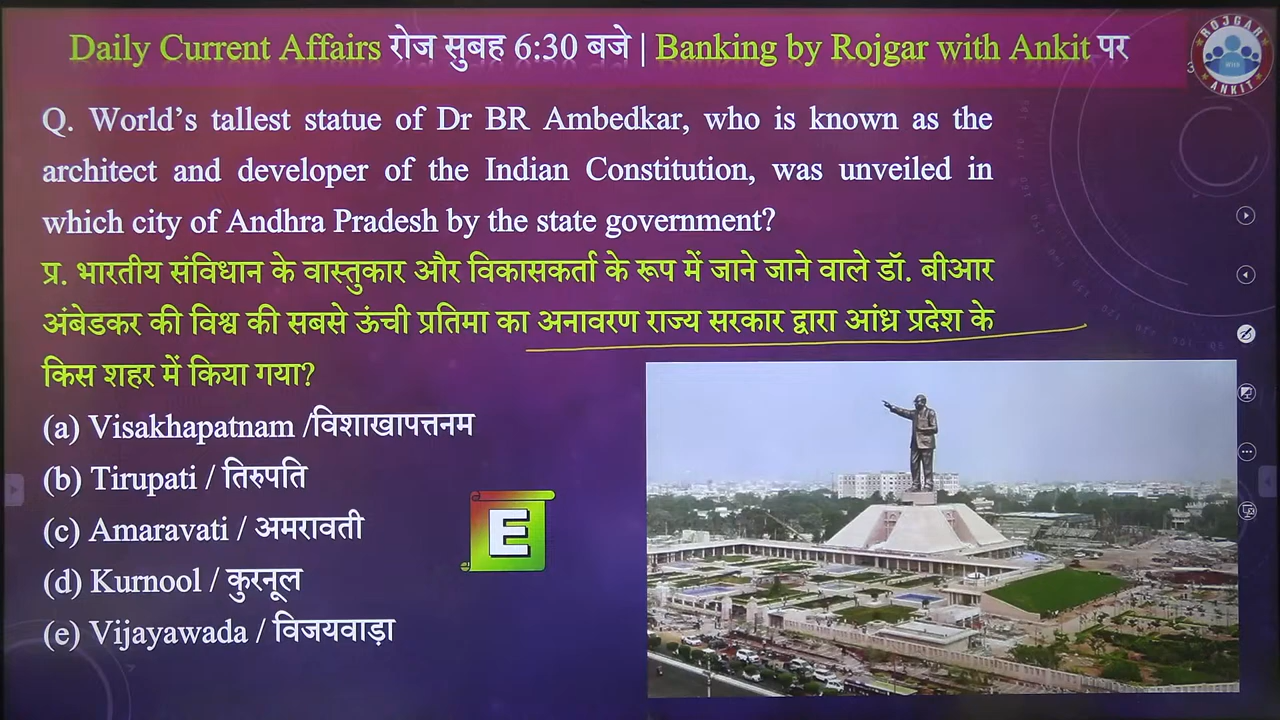 Daily Current Affairs रोज सुबह 6:30 बजे | Banking by Rojgar with Ankit पर
ROJGAR
WITH
ANKIT
Q. World's tallest statue of Dr BR Ambedkar, who is known as the
architect and developer of the Indian Constitution, was unveiled in
which city of Andhra Pradesh by the state government?
प्र. भारतीय संविधान के वास्तुकार और विकासकर्ता के रूप में जाने जाने वाले डॉ. बीआर
अंबेडकर की विश्व की सबसे ऊंची प्रतिमा का अनावरण राज्य सरकार द्वारा आंध्र प्रदेश के
किस शहर में किया गया?
(a) Visakhapatnam /विशाखापत्तनम
(b) Tirupati / तिरुपति
(c) Amaravati / अमरावती
(d) Kurnool / कुरनूल
(e) Vijayawada / विजयवाड़ा
E